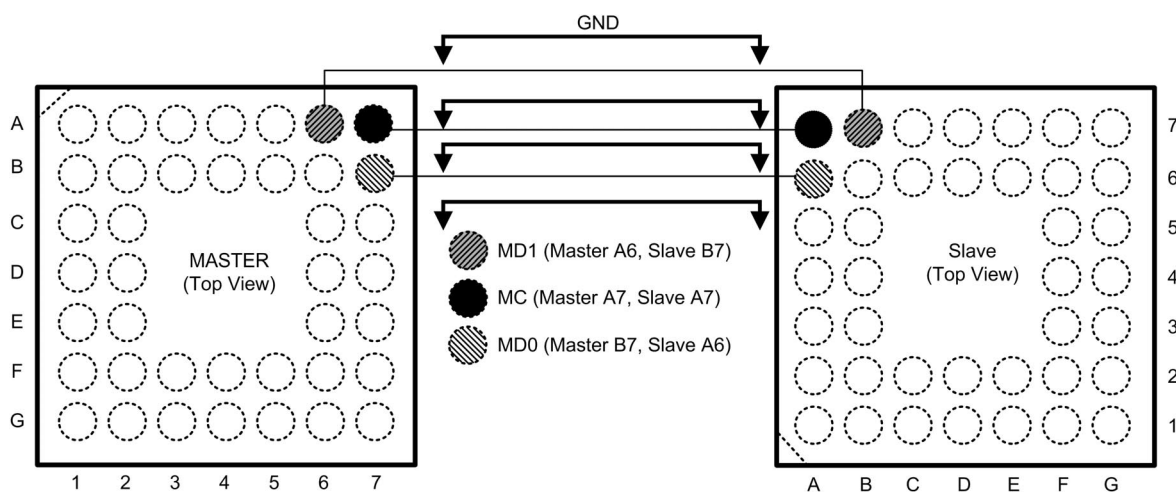 GND
A
B
C
D
E
F
G
1 2 3 4 5 6 7
MASTER
(Top View)
MD1 (Master A6, Slave B7)
MC (Master A7, Slave A7)
MD0 (Master B7, Slave A6)
Slave
(Top View)
7
6
5
4
3
2
1
A B C D E F G